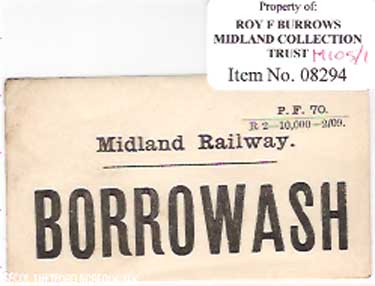 Property of:
ROY F BURROWS
MIDLAND COLLECTION
TRUST M105/1
Item No. 08294
P. F. 70.
R 2—10,000—2/09.
Midland Railway.
BORROWASH